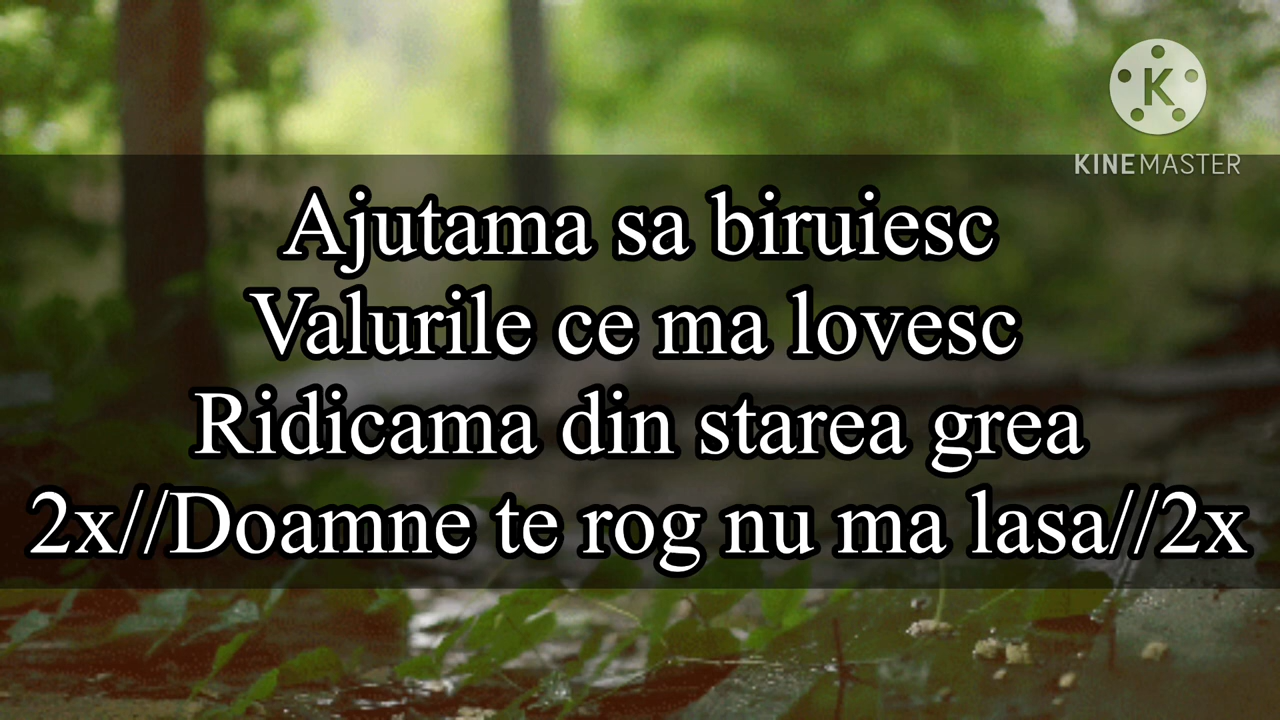 K
KINEMASTER
Ajutama sa biruiesc
Valurile ce ma lovesc
Ridicama din starea grea
2x//Doamne te rog nu ma lasa//2x